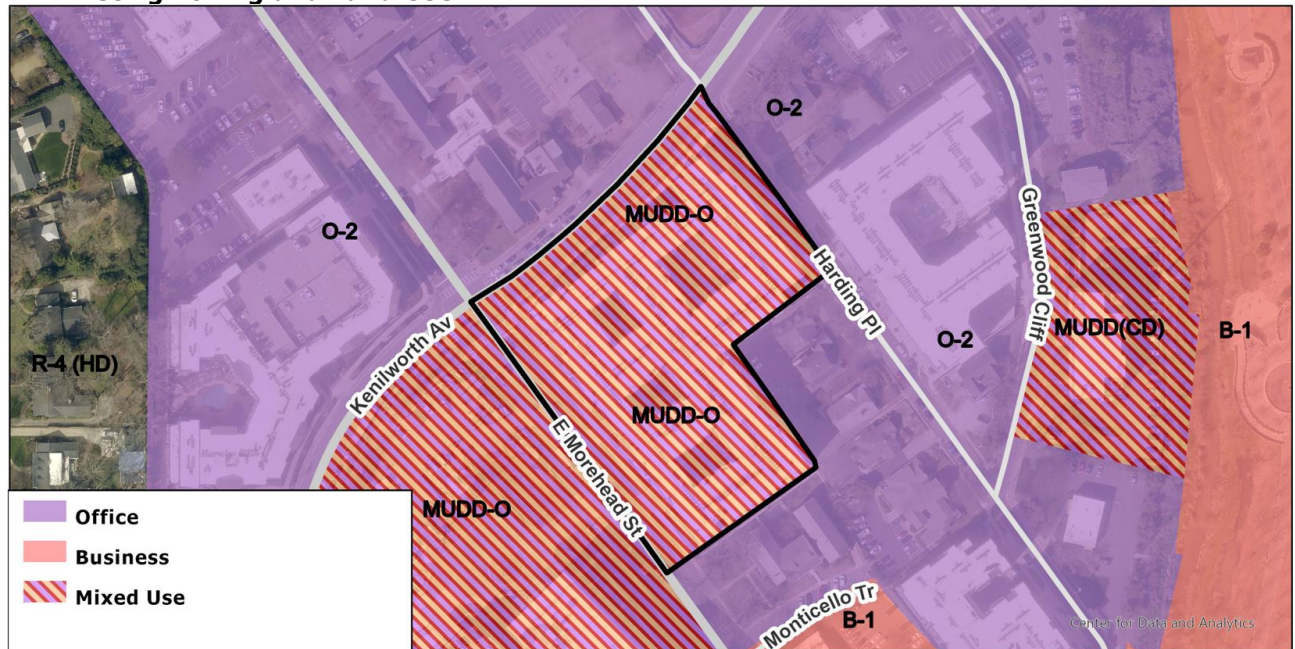 O-2
O-2
MUDD-O
Greenwood Cliff
Harding Pl
Kenilworth Av
R-4 (HD)
O-2
MUDD(CD)
B-1
MUDD-O
E Morehead St
MUDD-O
Office
Business
Mixed Use
Monticello Tr
B-1
Center for Data and Analytics